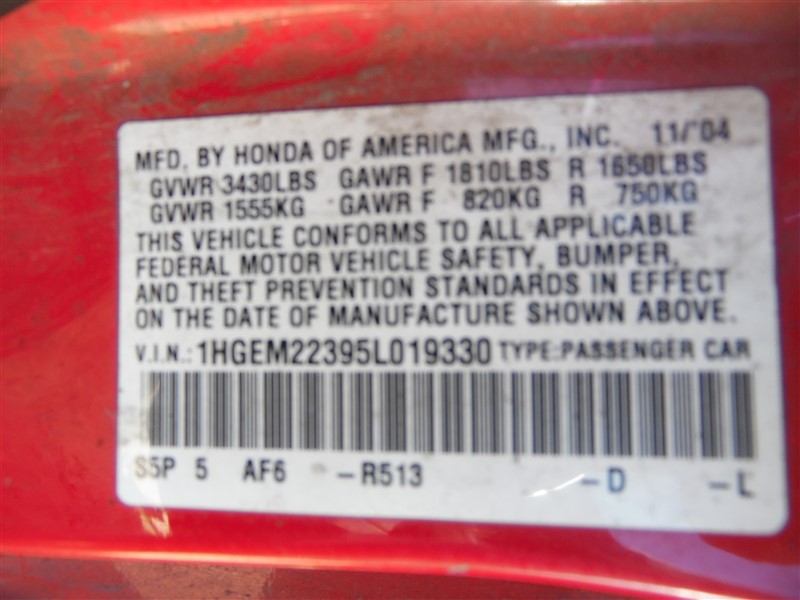 MFD. BY HONDA OF AMERICA MFG., INC. 11/'04
GVWR 3430LBS GAWR F 1810LBS R 1650LBS
GVWR 1555KG GAWR F 820KG R 750KG
THIS VEHICLE CONFORMS TO ALL APPLICABLE
FEDERAL MOTOR VEHICLE SAFETY, BUMPER,
AND THEFT PREVENTION STANDARDS IN EFFECT
ON THE DATE OF MANUFACTURE SHOWN ABOVE.
V.I.N.: 1HGEM22395L019330 TYPE:PASSENGER CAR
S5P 5 AF6 -R513 -D -L